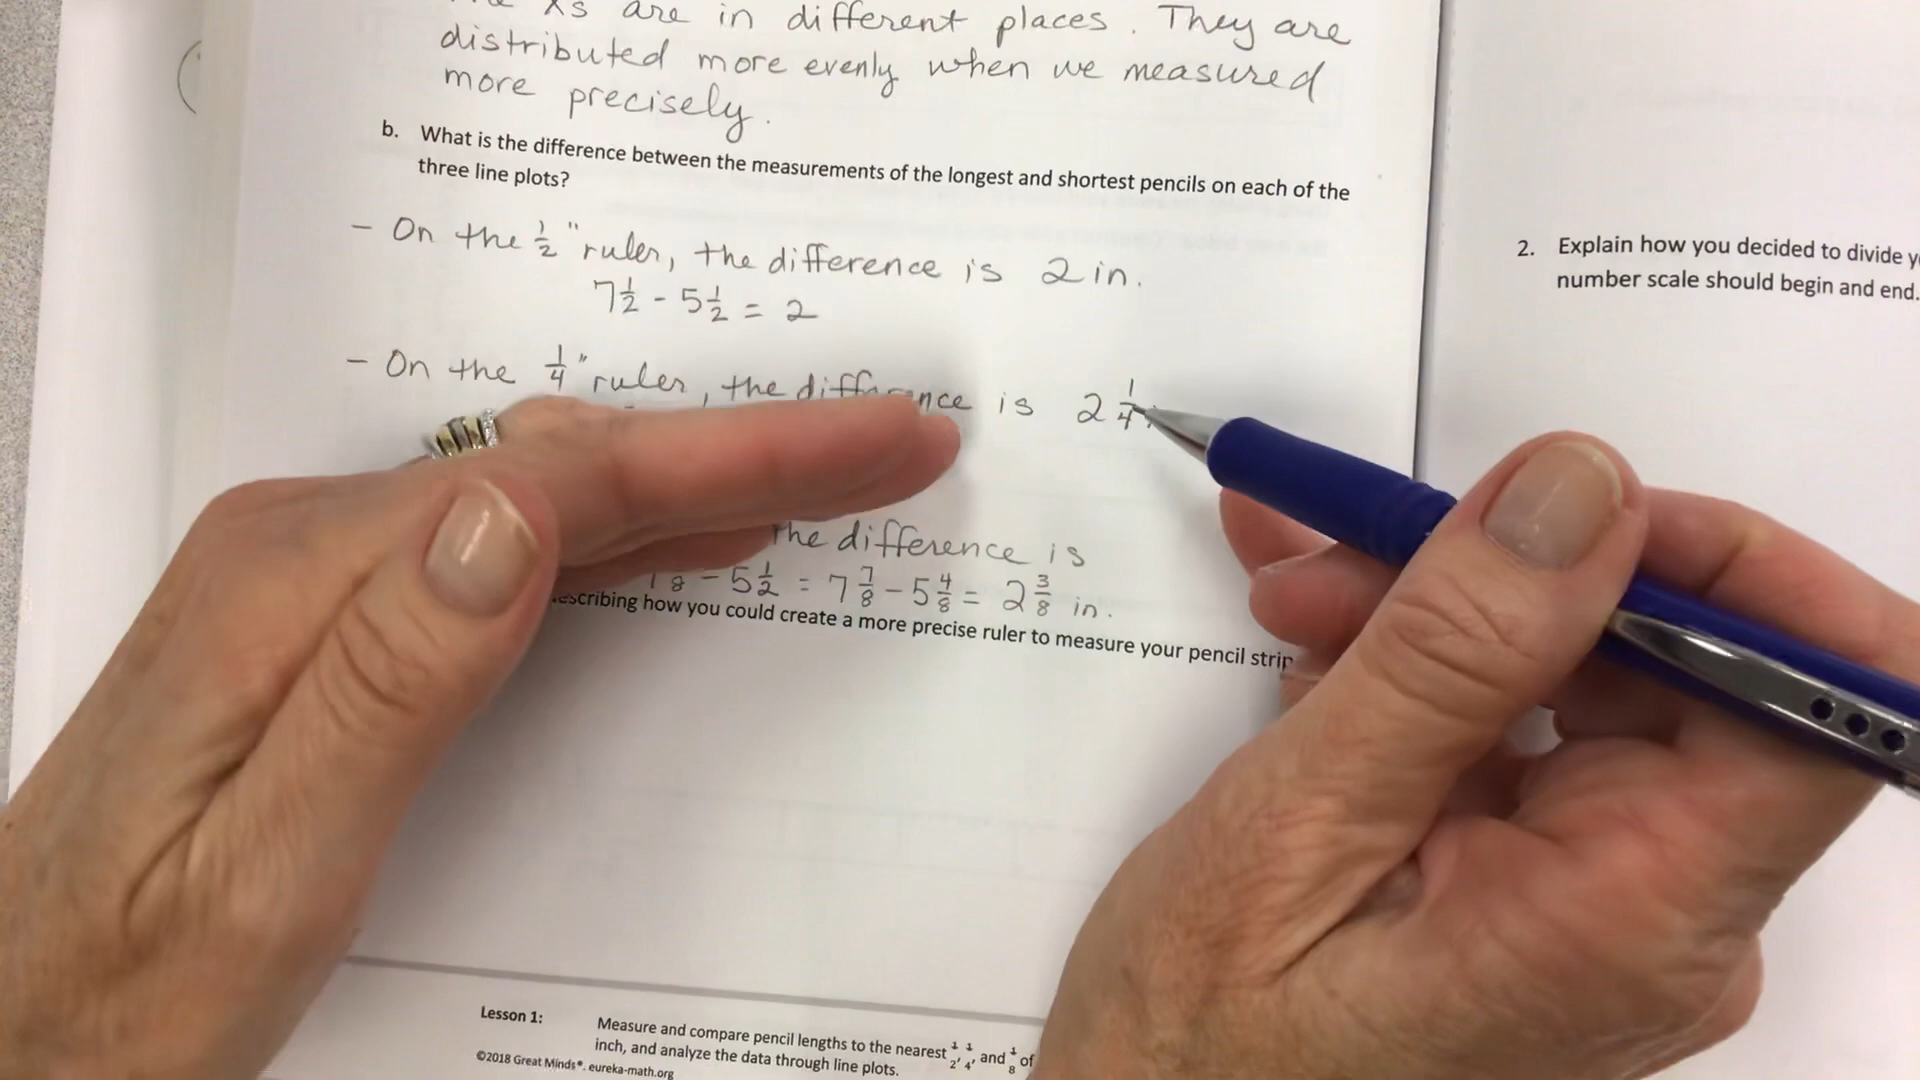 Xs are in different places. They are
distributed more evenly when we measured
more precisely.
b. What is the difference between the measurements of the longest and shortest pencils on each of the
three line plots?
- On the 1/2" ruler, the difference is 2 in.
7 1/2 - 5 1/2 = 2
- On the 1/4" ruler, the difference is 2 1/4
the difference is
8 - 5 1/2 = 7 7/8 - 5 4/8 = 2 3/8 in.
how you could create a more precise ruler to measure your pencil
Lesson 1: Measure and compare pencil lengths to the nearest 1/2, 1/4, and 1/8 of
inch, and analyze the data through line plots.
©2018 Great Minds®. eureka-math.org
2. Explain how you decided to divide
number scale should begin and end.